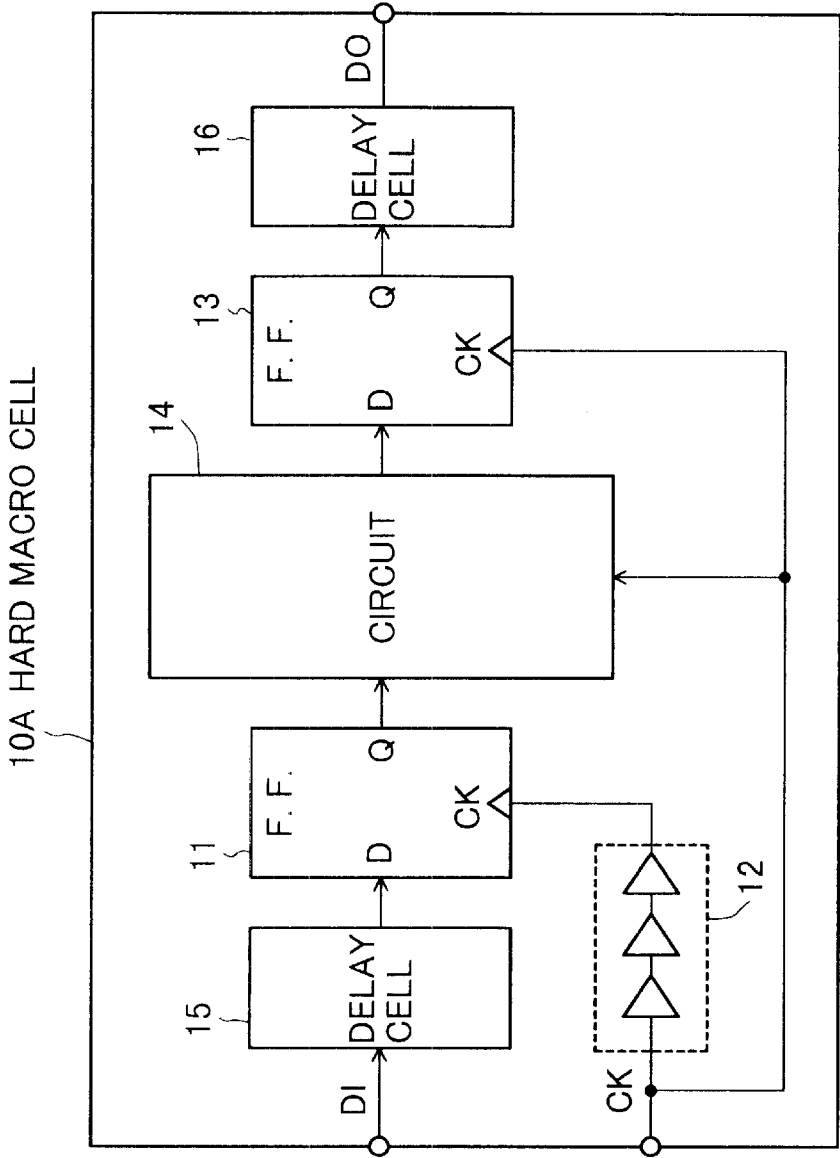 10A HARD MACRO CELL
DI
15
DELAY
CELL
11
F. F.
D
Q
CK
14
CIRCUIT
13
F. F.
D
Q
CK
16
DELAY
CELL
DO
CK
12